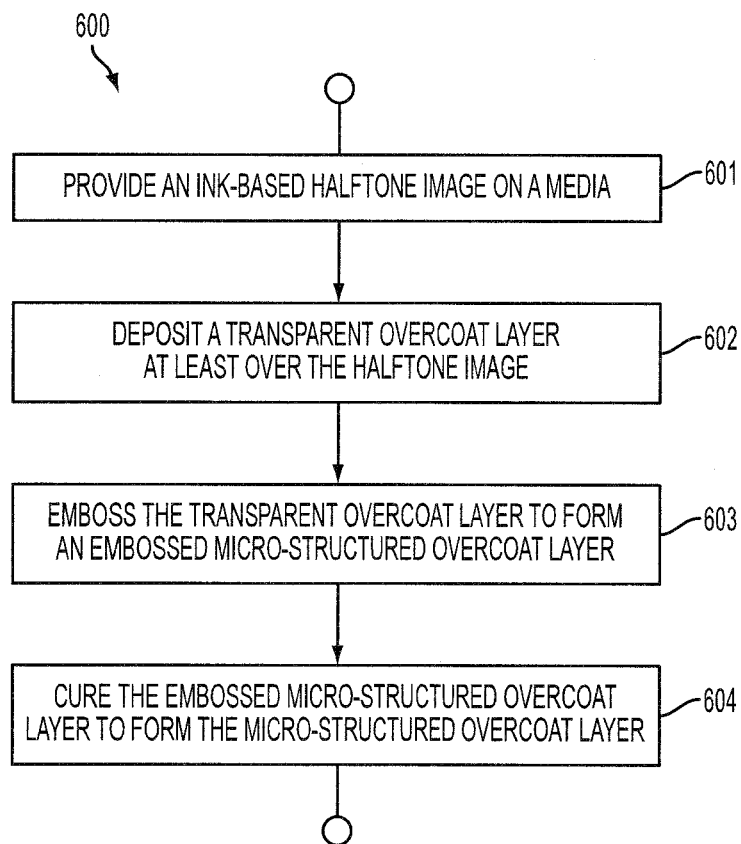 600
PROVIDE AN INK-BASED HALFTONE IMAGE ON A MEDIA
601
DEPOSIT A TRANSPARENT OVERCOAT LAYER
AT LEAST OVER THE HALFTONE IMAGE
602
EMBOSS THE TRANSPARENT OVERCOAT LAYER TO FORM
AN EMBOSSED MICRO-STRUCTURED OVERCOAT LAYER
603
CURE THE EMBOSSED MICRO-STRUCTURED OVERCOAT
LAYER TO FORM THE MICRO-STRUCTURED OVERCOAT LAYER
604